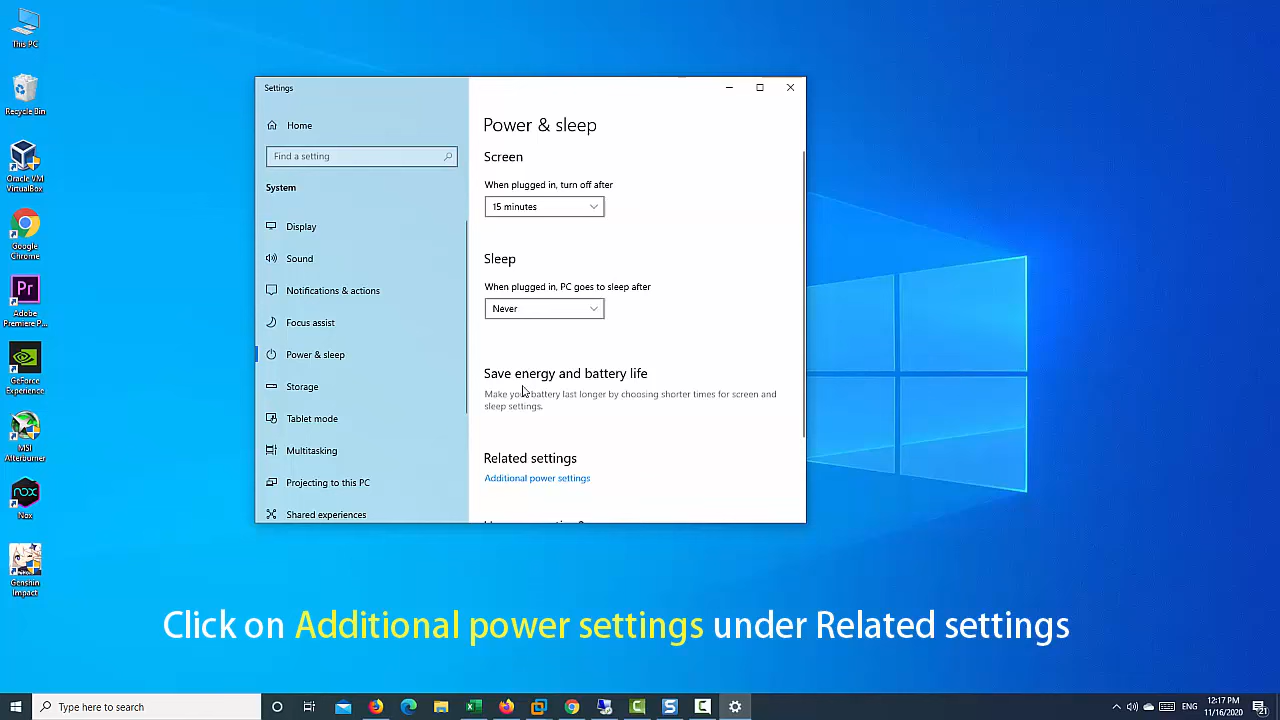 This PC
Recycle Bin
Oracle VM
VirtualBox
Google
Chrome
Pr
Adobe
Premiere P...
GeForce
Experience
MSI
Afterburner
nox
Nox
Genshin
Impact
Settings
Home
Find a setting
System
Display
Sound
Notifications & actions
Focus assist
Power & sleep
Storage
Tablet mode
Multitasking
Projecting to this PC
Shared experiences
Power & sleep
Screen
When plugged in, turn off after
15 minutes
Sleep
When plugged in, PC goes to sleep after
Never
Save energy and battery life
Make your battery last longer by choosing shorter times for screen and
sleep settings.
Related settings
Additional power settings
Click on Additional power settings under Related settings
Type here to search
ENG
12:17 PM
11/16/2020